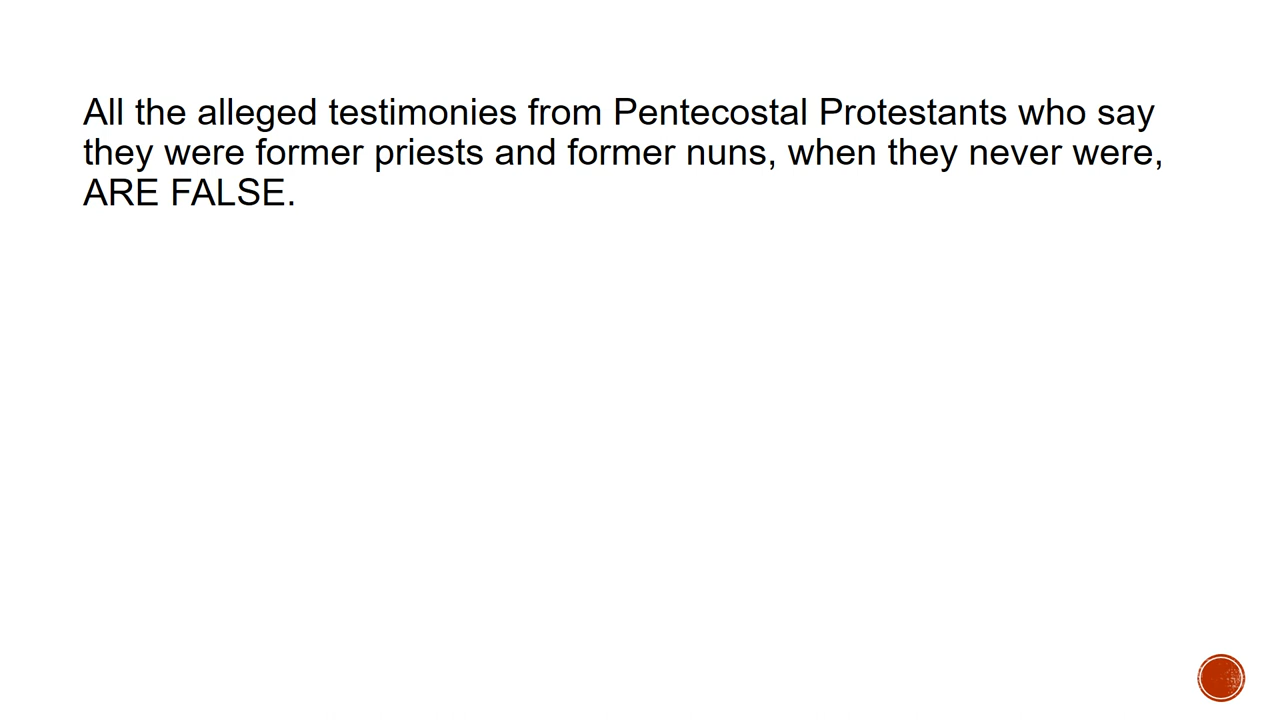 All the alleged testimonies from Pentecostal Protestants who say
they were former priests and former nuns, when they never were,
ARE FALSE.